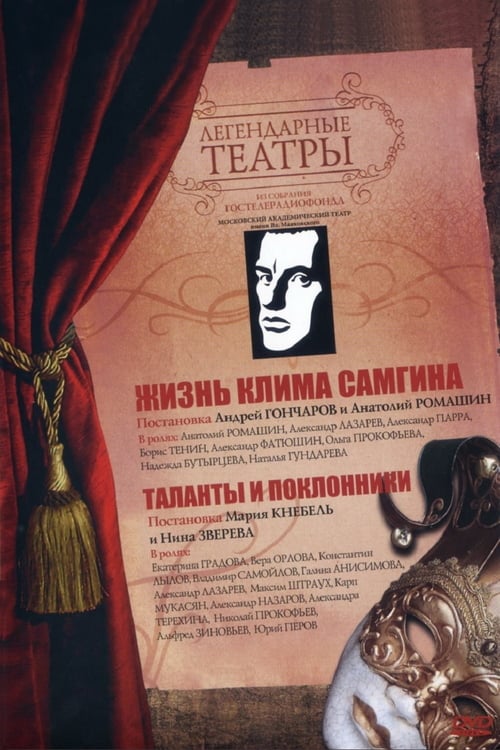 ЛЕГЕНДАРНЫЕ
ТЕАТРЫ
ИЗ СОБРАНИЯ
ГОСТЕЛЕРАДИОФОНДА
МОСКОВСКИЙ АКАДЕМИЧЕСКИЙ ТЕАТР
имени Вл. Маяковского
ЖИЗНЬ КЛИМА САМГИНА
Постановка Андрей ГОНЧАРОВ и Анатолий РОМАШИН
В ролях: Анатолий РОМАШИН, Александр ЛАЗАРЕВ, Александр ПАРРА,
Борис ТЕНИН, Александр ФАТЮШИН, Ольга ПРОКОФЬЕВА,
Надежда БУТЫРЦЕВА, Наталья ГУНДАРЕВА
ТАЛАНТЫ И ПОКЛОННИКИ
Постановка Мария КНЕБЕЛЬ
и Нина ЗВЕРЕВА
В ролях:
Екатерина ГРАДОВА, Вера ОРЛОВА, Константин
ЛЫЛОВ, Владимир САМОЙЛОВ, Галина АНИСИМОВА,
Александр ЛАЗАРЕВ, Максим ШТРАУХ, Карп
МУКАСЯН, Александр НАЗАРОВ, Александра
ТЕРЕХИНА, Николай ПРОКОФЬЕВ,
Альфред ЗИНОВЬЕВ, Юрий ПЕРОВ
DVD